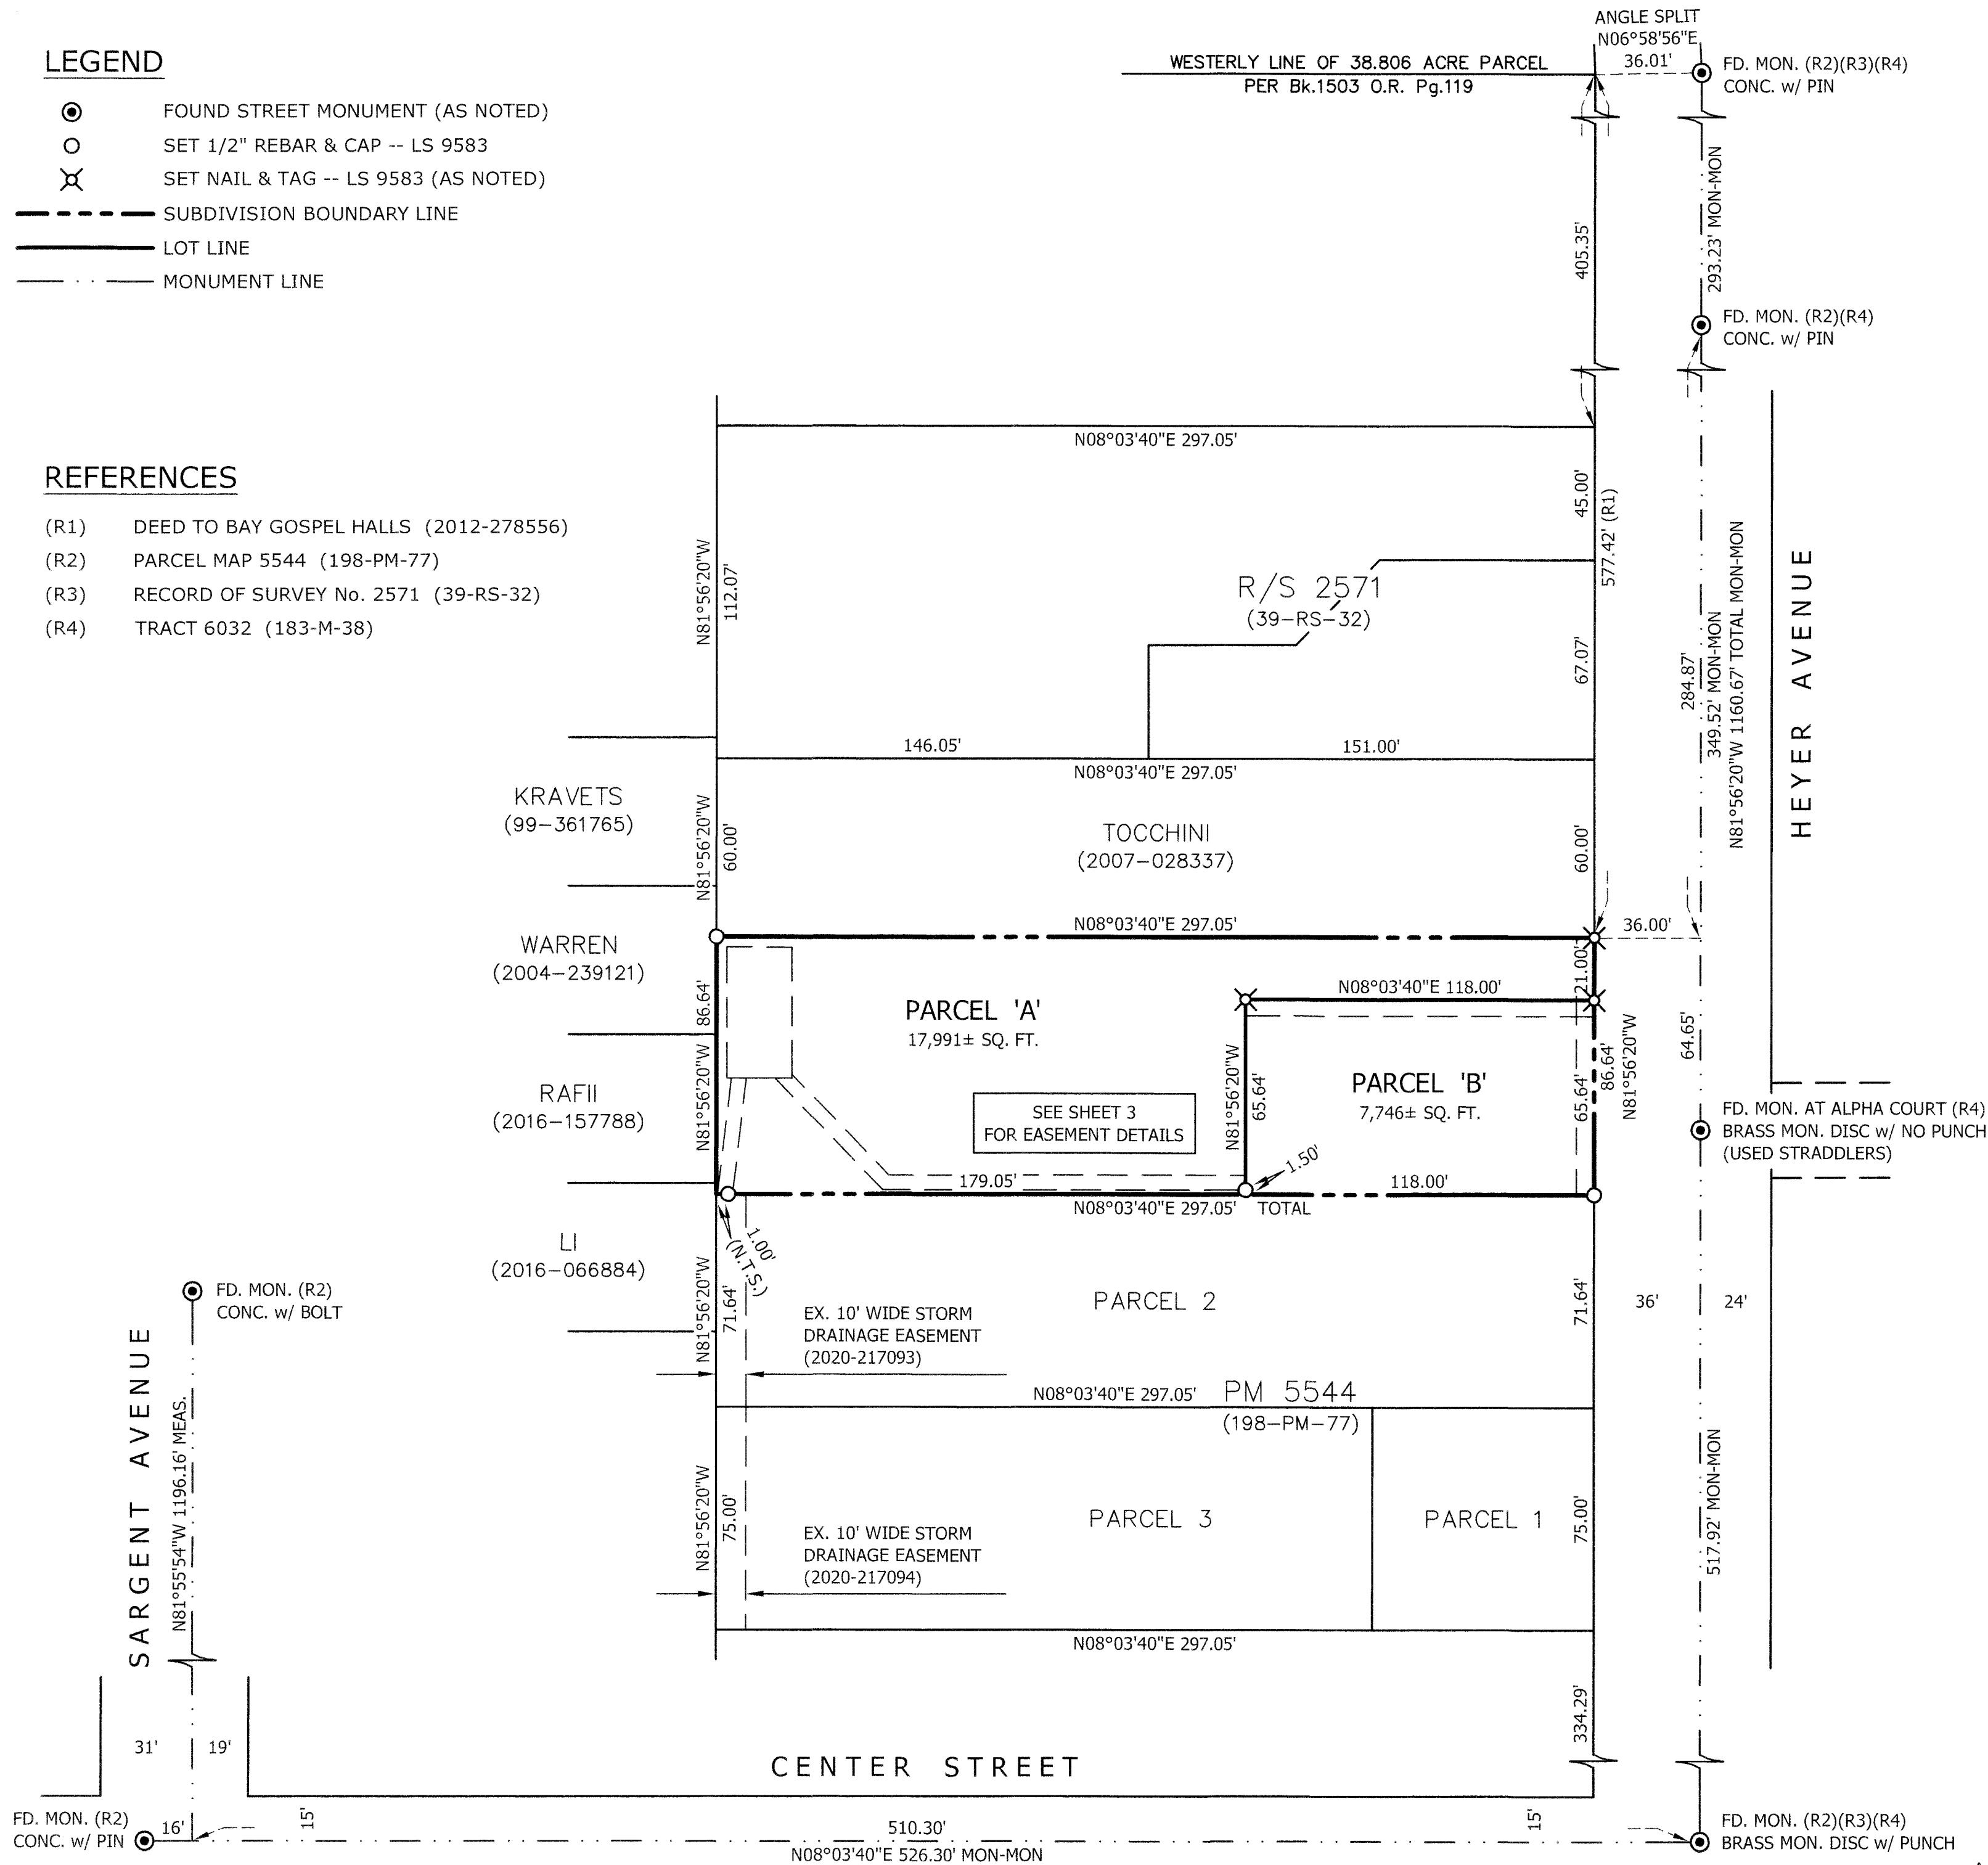 ANGLE SPLIT
N06°58'56"E
36.01'
WESTERLY LINE OF 38.806 ACRE PARCEL
PER Bk.1503 O.R. Pg.119
FD. MON. (R2)(R3)(R4)
CONC. w/ PIN
LEGEND
FOUND STREET MONUMENT (AS NOTED)
SET 1/2" REBAR & CAP -- LS 9583
SET NAIL & TAG -- LS 9583 (AS NOTED)
SUBDIVISION BOUNDARY LINE
LOT LINE
MONUMENT LINE
405.35'
293.23' MON-MON
FD. MON. (R2)(R4)
CONC. w/ PIN
REFERENCES
(R1) DEED TO BAY GOSPEL HALLS (2012-278556)
(R2) PARCEL MAP 5544 (198-PM-77)
(R3) RECORD OF SURVEY No. 2571 (39-RS-32)
(R4) TRACT 6032 (183-M-38)
N08°03'40"E 297.05'
N81°56'20"W
112.07'
R/S 2571
(39-RS-32)
45.00'
577.42' (R1)
67.07'
284.87'
349.52' MON-MON
N81°56'20"W 1160.67' TOTAL MON-MON
HEYER AVENUE
146.05'
151.00'
N08°03'40"E 297.05'
KRAVETS
(99-361765)
N81°56'20"W
60.00'
TOCCHINI
(2007-028337)
60.00'
N08°03'40"E 297.05'
36.00'
WARREN
(2004-239121)
86.64'
N81°56'20"W
PARCEL 'A'
17,991± SQ. FT.
N08°03'40"E 118.00'
21.00'
N81°56'20"W
65.64'
PARCEL 'B'
7,746± SQ. FT.
65.64'
86.64'
N81°56'20"W
64.65'
RAFII
(2016-157788)
SEE SHEET 3
FOR EASEMENT DETAILS
FD. MON. AT ALPHA COURT (R4)
BRASS MON. DISC w/ NO PUNCH
(USED STRADDLERS)
1.50'
179.05'
118.00'
N08°03'40"E 297.05' TOTAL
1.00'
(N.T.S.)
LI
(2016-066884)
N81°56'20"W
71.64'
PARCEL 2
71.64'
36'
24'
FD. MON. (R2)
CONC. w/ BOLT
EX. 10' WIDE STORM
DRAINAGE EASEMENT
(2020-217093)
N08°03'40"E 297.05'
PM 5544
(198-PM-77)
SARGENT AVENUE
N81°55'54"W 1196.16' MEAS.
N81°56'20"W
75.00'
PARCEL 3
PARCEL 1
75.00'
517.92' MON-MON
EX. 10' WIDE STORM
DRAINAGE EASEMENT
(2020-217094)
N08°03'40"E 297.05'
334.29'
31'
19'
CENTER STREET
FD. MON. (R2)
CONC. w/ PIN
16'
15'
510.30'
N08°03'40"E 526.30' MON-MON
15'
FD. MON. (R2)(R3)(R4)
BRASS MON. DISC w/ PUNCH